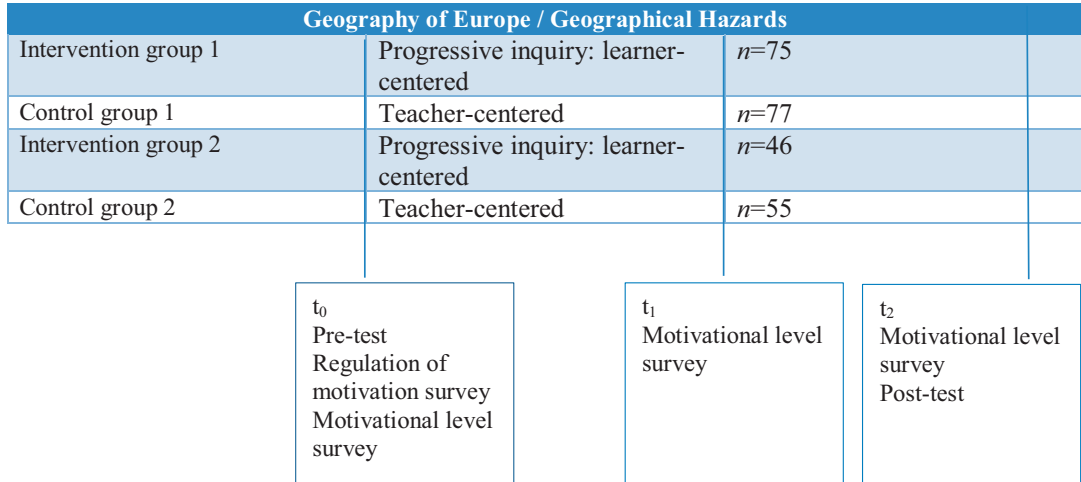 Geography of Europe / Geographical Hazards
Intervention group 1 Progressive inquiry: learner- n=75
centered
Control group 1 Teacher-centered n=77
Intervention group 2 Progressive inquiry: learner- n=46
centered
Control group 2 Teacher-centered n=55
t₀
Pre-test
Regulation of
motivation survey
Motivational level
survey
t₁
Motivational level
survey
t₂
Motivational level
survey
Post-test